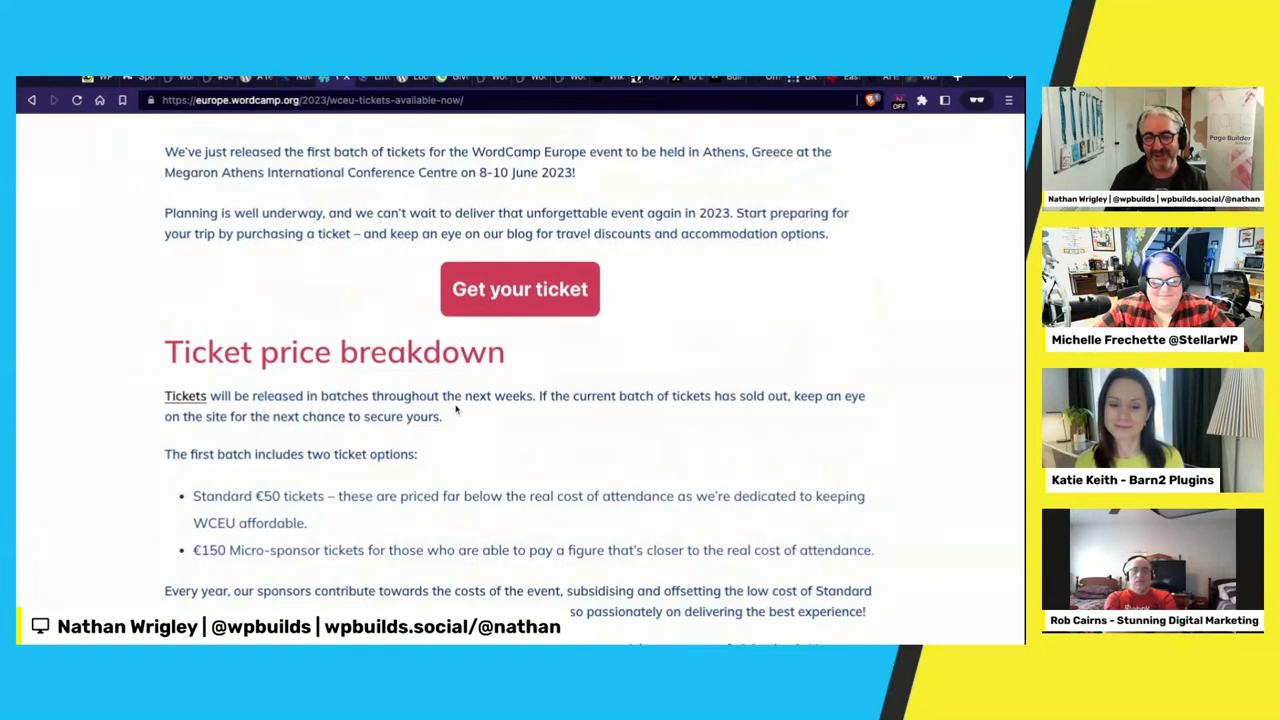 https://europe.wordcamp.org/2023/wceu-tickets-available-now/
OFF
We've just released the first batch of tickets for the WordCamp Europe event to be held in Athens, Greece at the
Megaron Athens International Conference Centre on 8-10 June 2023!
Planning is well underway, and we can't wait to deliver that unforgettable event again in 2023. Start preparing for
your trip by purchasing a ticket – and keep an eye on our blog for travel discounts and accommodation options.
Get your ticket
Ticket price breakdown
Tickets will be released in batches throughout the next weeks. If the current batch of tickets has sold out, keep an eye
on the site for the next chance to secure yours.
The first batch includes two ticket options:
• Standard €50 tickets – these are priced far below the real cost of attendance as we're dedicated to keeping
WCEU affordable.
• €150 Micro-sponsor tickets for those who are able to pay a figure that's closer to the real cost of attendance.
Every year, our sponsors contribute towards the costs of the event, subsidising and offsetting the low cost of Standard
so passionately on delivering the best experience!
Nathan Wrigley | @wpbuilds | wpbuilds.social/@nathan
Page Builder
Nathan Wrigley | @wpbuilds | wpbuilds.social/@nathan
Michelle Frechette @StellarWP
Katie Keith - Barn2 Plugins
Rob Cairns - Stunning Digital Marketing